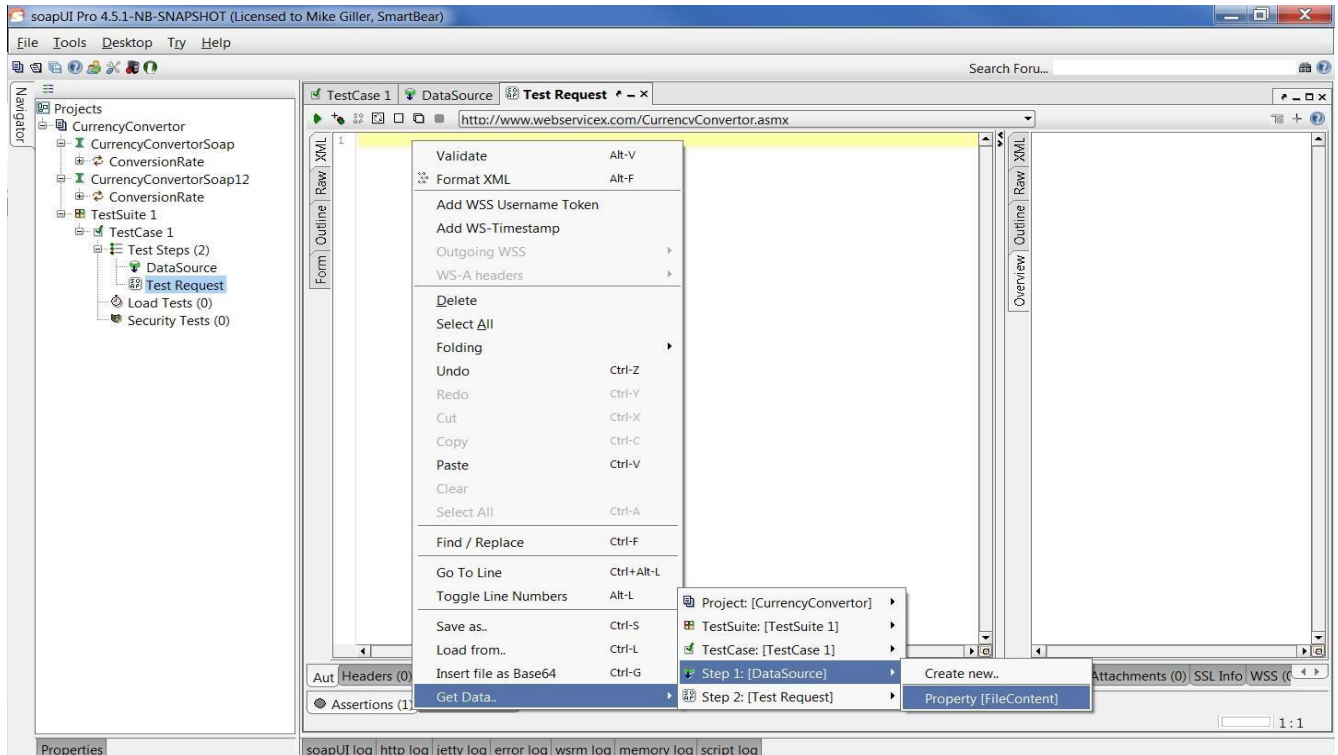 soapUI Pro 4.5.1-NB-SNAPSHOT (Licensed to Mike Giller, SmartBear)
File Tools Desktop Try Help
Search Foru...
Navigator
Projects
CurrencyConvertor
CurrencyConvertorSoap
ConversionRate
CurrencyConvertorSoap12
ConversionRate
TestSuite 1
TestCase 1
Test Steps (2)
DataSource
Test Request
Load Tests (0)
Security Tests (0)
Properties
TestCase 1 DataSource Test Request
http://www.webservicex.com/CurrencyConvertor.asmx
XML
Raw
Outline
Form
1
Validate Alt-V
Format XML Alt-F
Add WSS Username Token
Add WS-Timestamp
Outgoing WSS
WS-A headers
Delete
Select All
Folding
Undo Ctrl-Z
Redo Ctrl-Y
Cut Ctrl-X
Copy Ctrl-C
Paste Ctrl-V
Clear
Select All Ctrl-A
Find / Replace Ctrl-F
Go To Line Ctrl+Alt-L
Toggle Line Numbers Alt-L
Save as.. Ctrl-S
Load from.. Ctrl-L
Insert file as Base64 Ctrl-G
Get Data..
Project: [CurrencyConvertor]
TestSuite: [TestSuite 1]
TestCase: [TestCase 1]
Step 1: [DataSource]
Step 2: [Test Request]
Create new..
Property [FileContent]
XML
Raw
Outline
Overview
Aut Headers (0)
Attachments (0) SSL Info WSS (
Assertions (1)
1:1
soapUI log http log jetty log error log wsrm log memory log script log